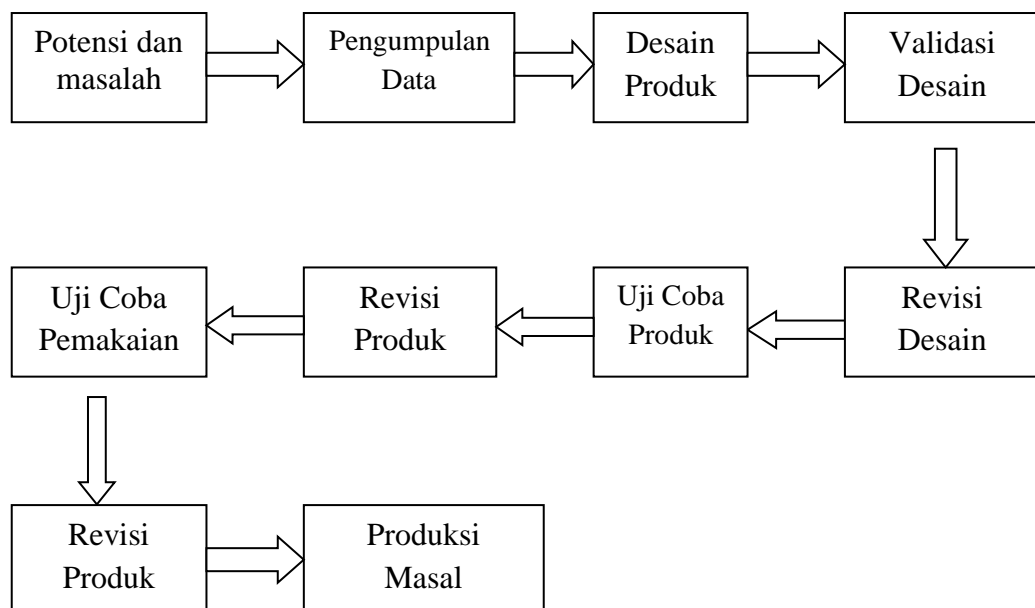 Potensi dan
masalah
Pengumpulan
Data
Desain
Produk
Validasi
Desain
Revisi
Desain
Uji Coba
Produk
Revisi
Produk
Uji Coba
Pemakaian
Revisi
Produk
Produksi
Masal